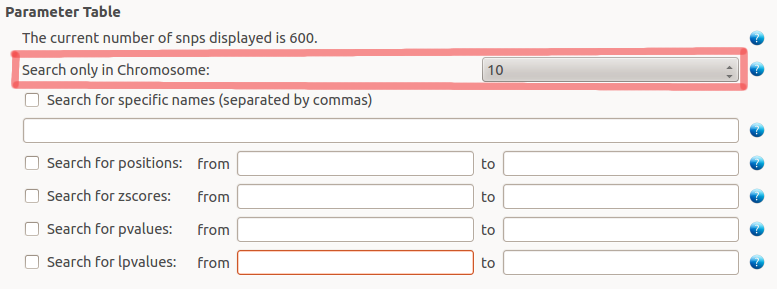 Parameter Table
The current number of snps displayed is 600.
?
Search only in Chromosome: 10
?
Search for specific names (separated by commas)
?
Search for positions: from to
?
Search for zscores: from to
?
Search for pvalues: from to
?
Search for lpvalues: from to
?